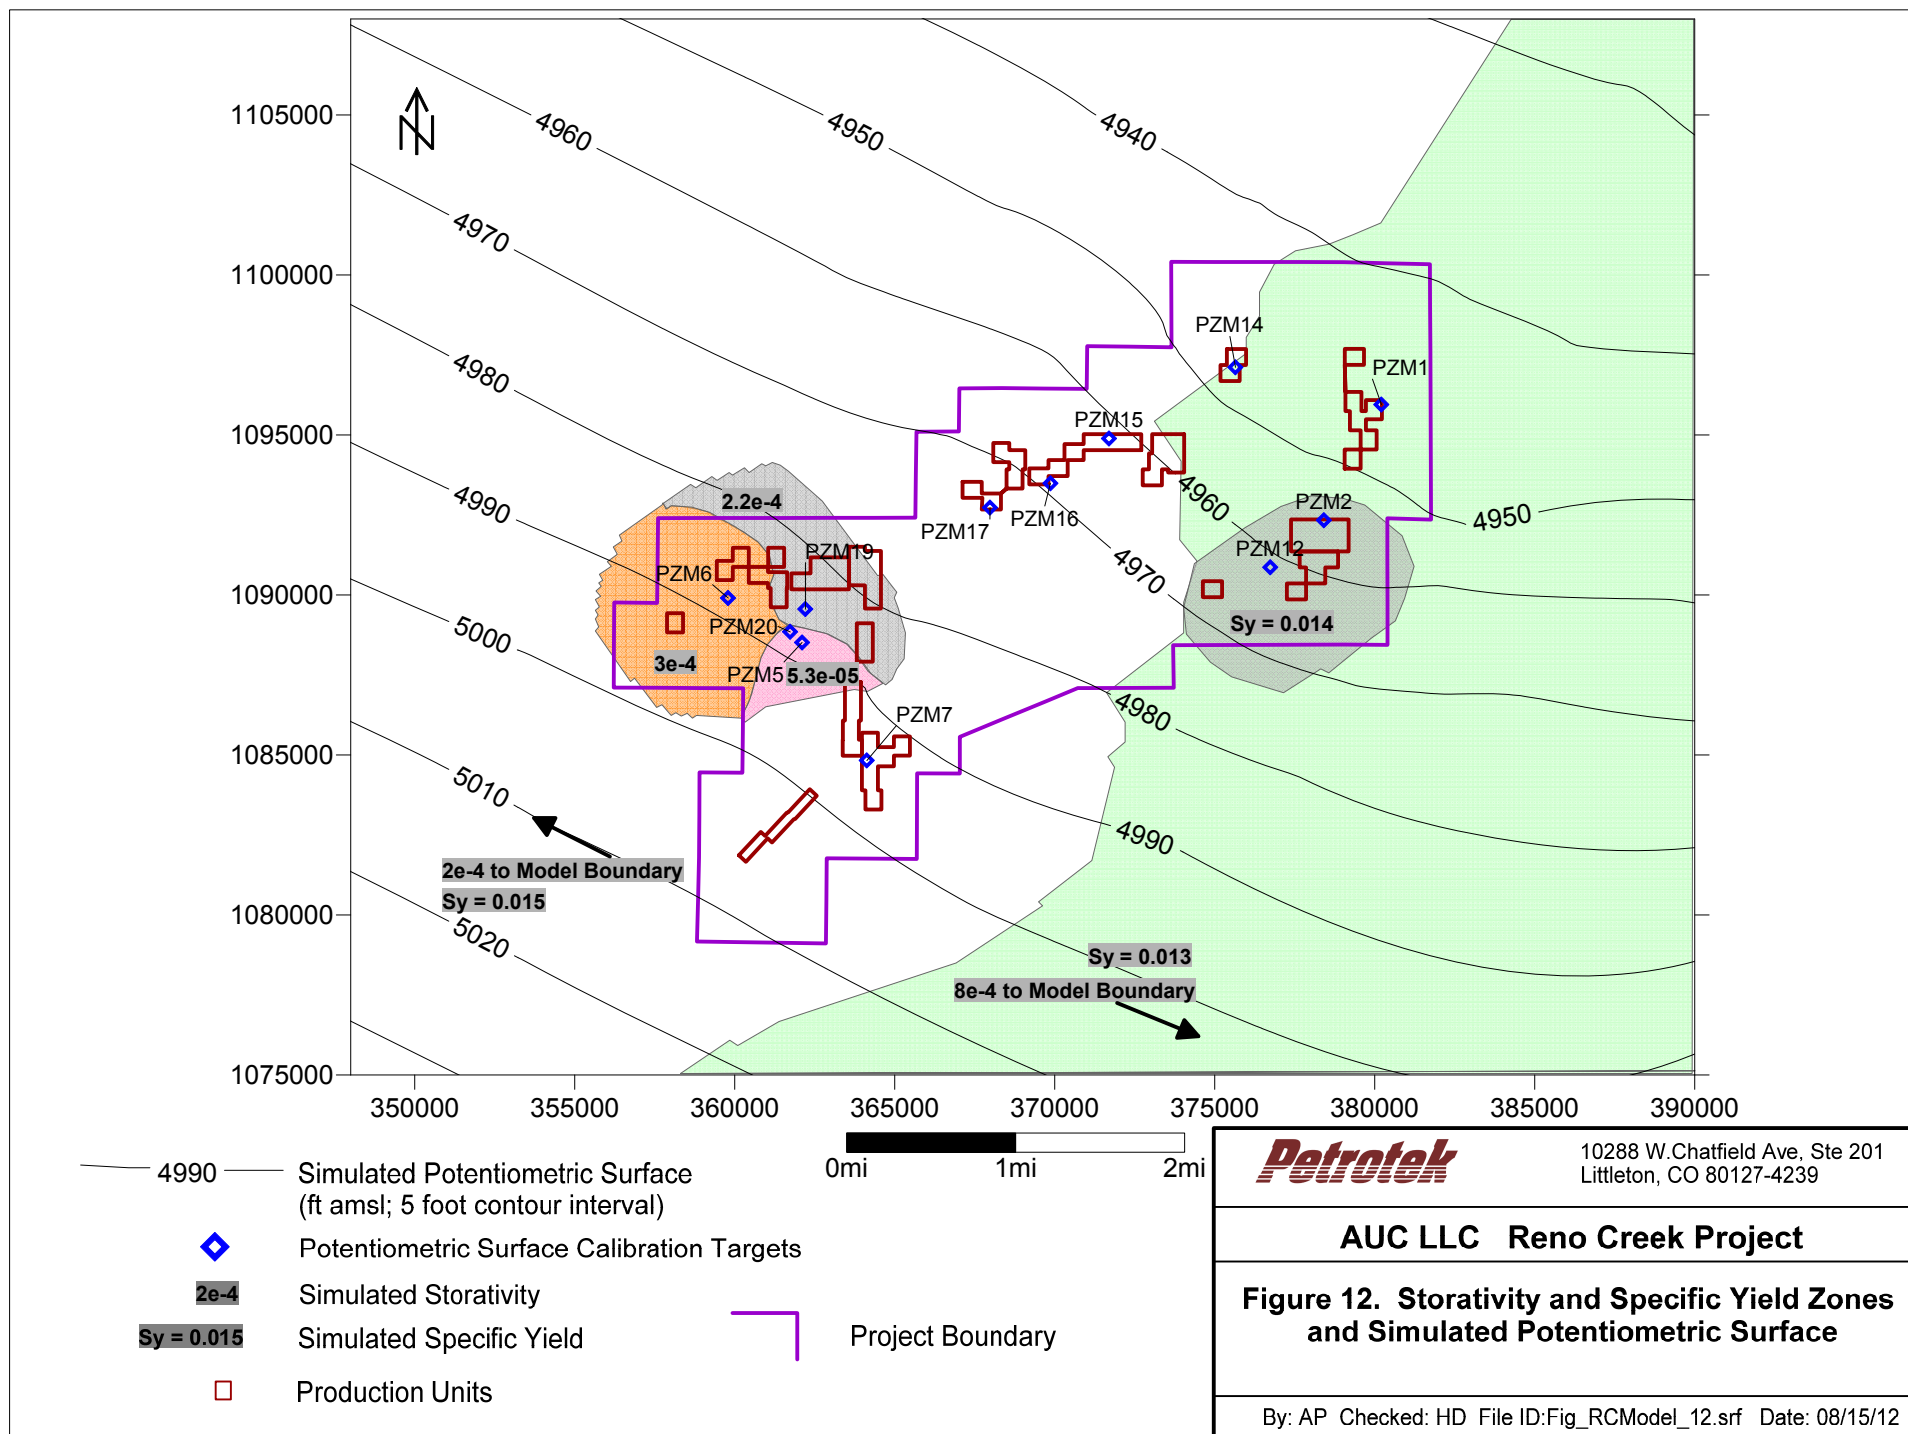 1105000
1100000
1095000
1090000
1085000
1080000
1075000
350000 355000 360000 365000 370000 375000 380000 385000 390000
N
4960
4950
4940
4970
4980
4990
5000
5010
5020
4960
4970
4950
4980
4990
PZM14
PZM1
PZM15
PZM16
PZM17
PZM2
PZM12
PZM19
PZM6
PZM20
PZM5
PZM7
2.2e-4
3e-4
5.3e-05
Sy = 0.014
2e-4 to Model Boundary
Sy = 0.015
Sy = 0.013
8e-4 to Model Boundary
0mi 1mi 2mi
4990 Simulated Potentiometric Surface
(ft amsl; 5 foot contour interval)
Potentiometric Surface Calibration Targets
2e-4 Simulated Storativity
Sy = 0.015 Simulated Specific Yield
Project Boundary
Production Units
Petrotek
10288 W.Chatfield Ave, Ste 201
Littleton, CO 80127-4239
AUC LLC Reno Creek Project
Figure 12. Storativity and Specific Yield Zones
and Simulated Potentiometric Surface
By: AP Checked: HD File ID:Fig_RCModel_12.srf Date: 08/15/12